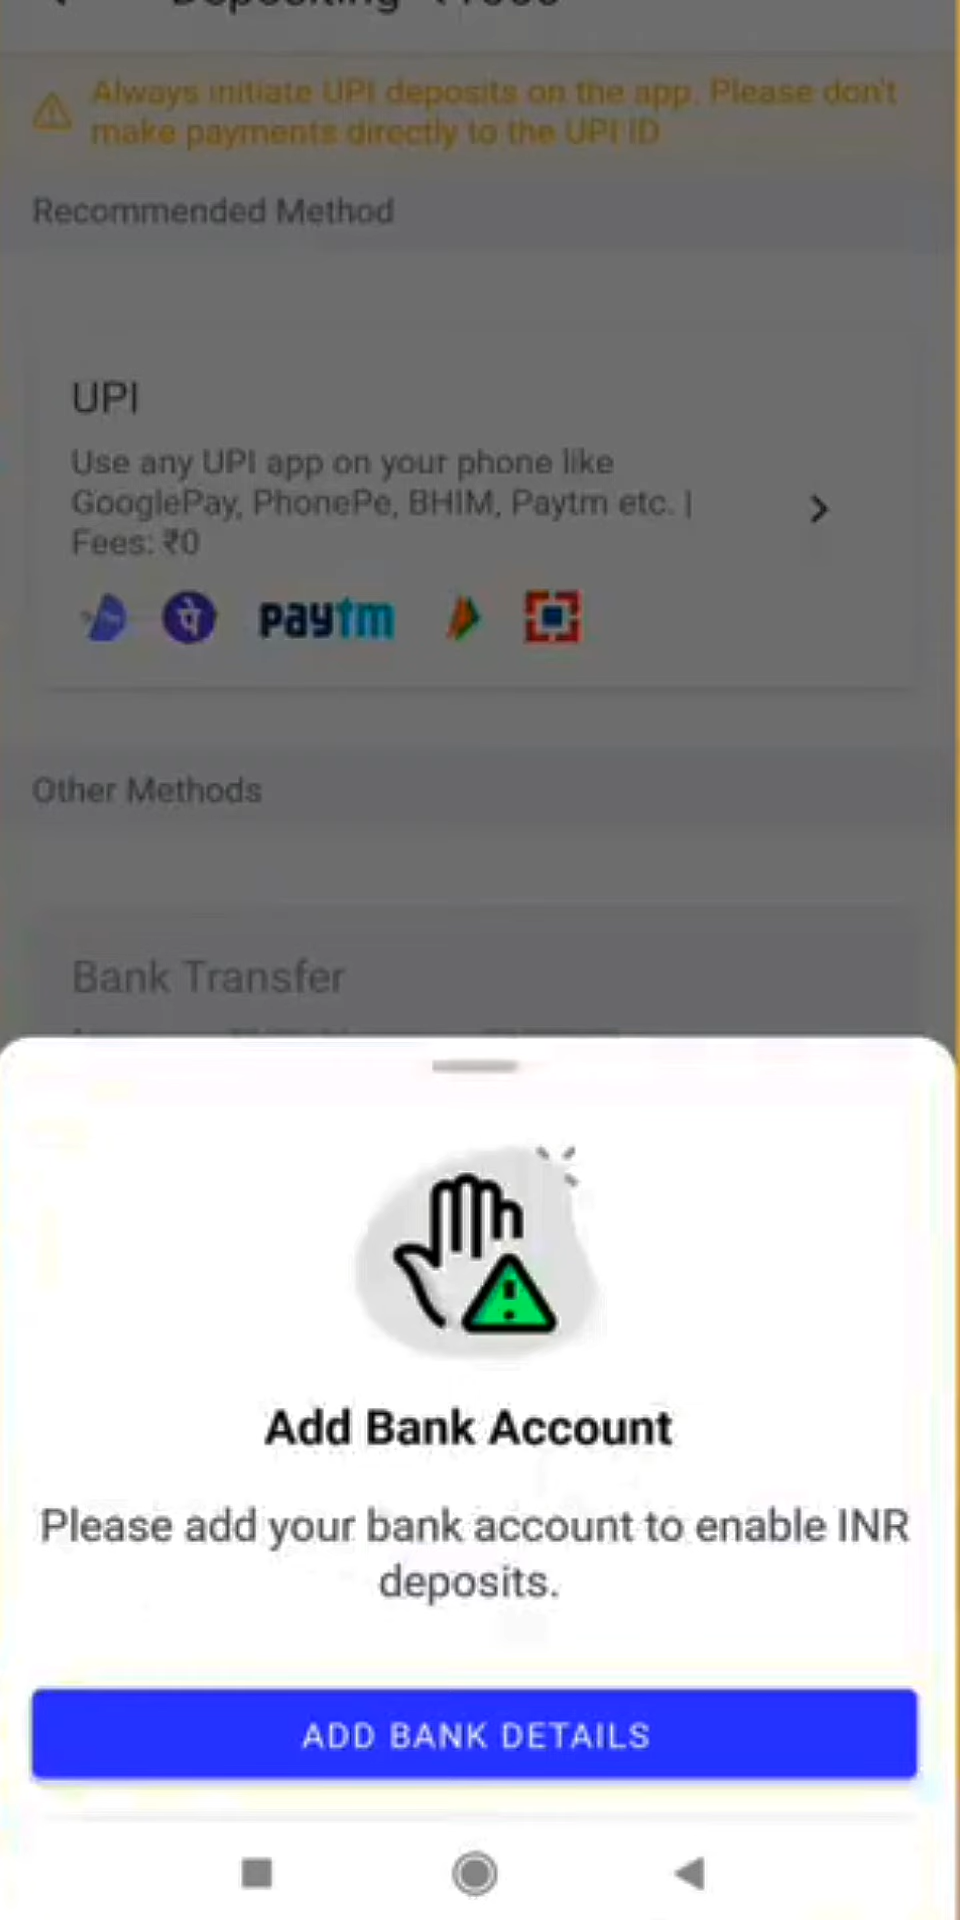 Depositing
Always initiate UPI deposits on the app. Please don't
make payments directly to the UPI ID
Recommended Method
UPI
Use any UPI app on your phone like
GooglePay, PhonePe, BHIM, Paytm etc. |
Fees: ₹0
पे paytm
Other Methods
Bank Transfer
Add Bank Account
Please add your bank account to enable INR
deposits.
ADD BANK DETAILS